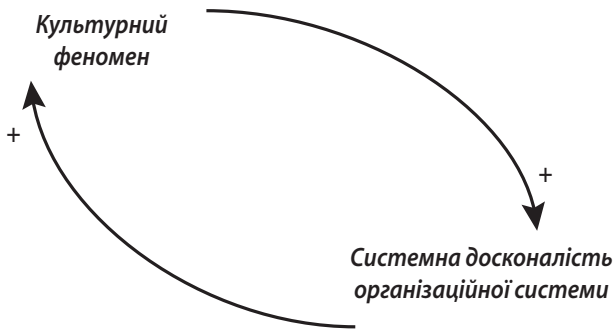 Культурний
феномен
+
+
Системна досконалість
організаційної системи